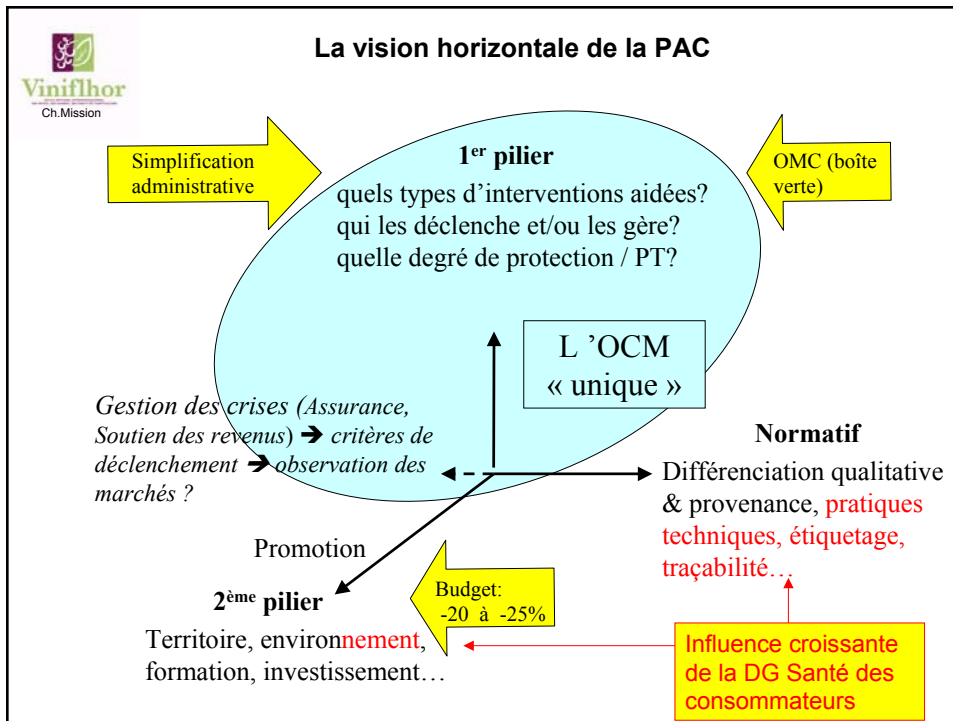 La vision horizontale de la PAC
Viniflhor
Ch.Mission
Simplification
administrative
1er pilier
quels types d’interventions aidées?
qui les déclenche et/ou les gère?
quelle degré de protection / PT?
OMC (boîte
verte)
L ’OCM
« unique »
Gestion des crises (Assurance,
Soutien des revenus) ➔ critères de
déclenchement ➔ observation des
marchés ?
Normatif
Différenciation qualitative
& provenance, pratiques
techniques, étiquetage,
traçabilité…
Promotion
2ème pilier
Territoire, environnement,
formation, investissement…
Budget:
-20 à -25%
Influence croissante
de la DG Santé des
consommateurs